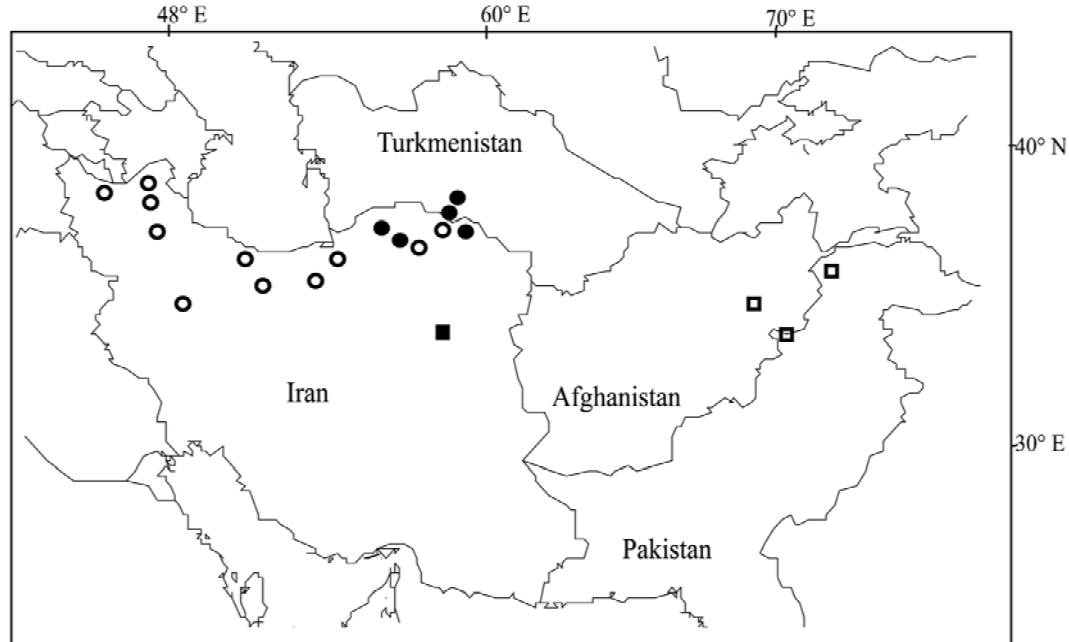 48° E
60° E
70° E
Turkmenistan
40° N
Iran
Afghanistan
30° E
Pakistan